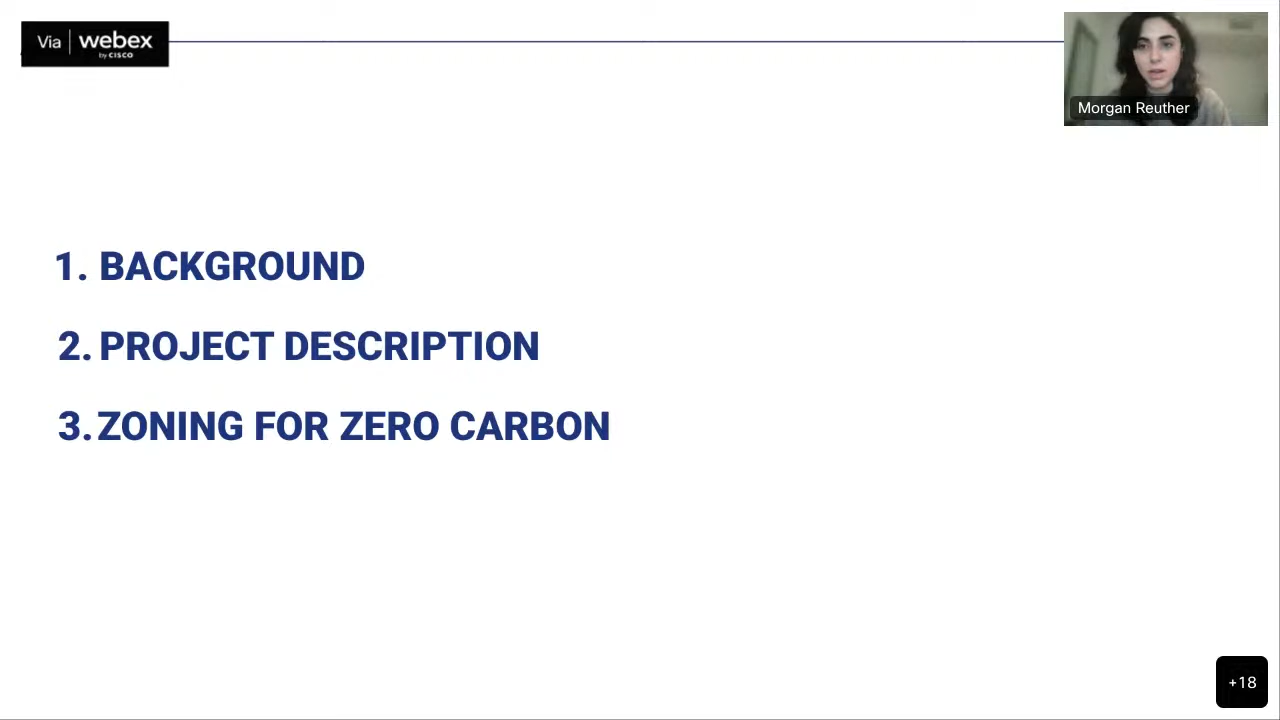 Via | webex
by CISCO
Morgan Reuther
1. BACKGROUND
2. PROJECT DESCRIPTION
3. ZONING FOR ZERO CARBON
+18